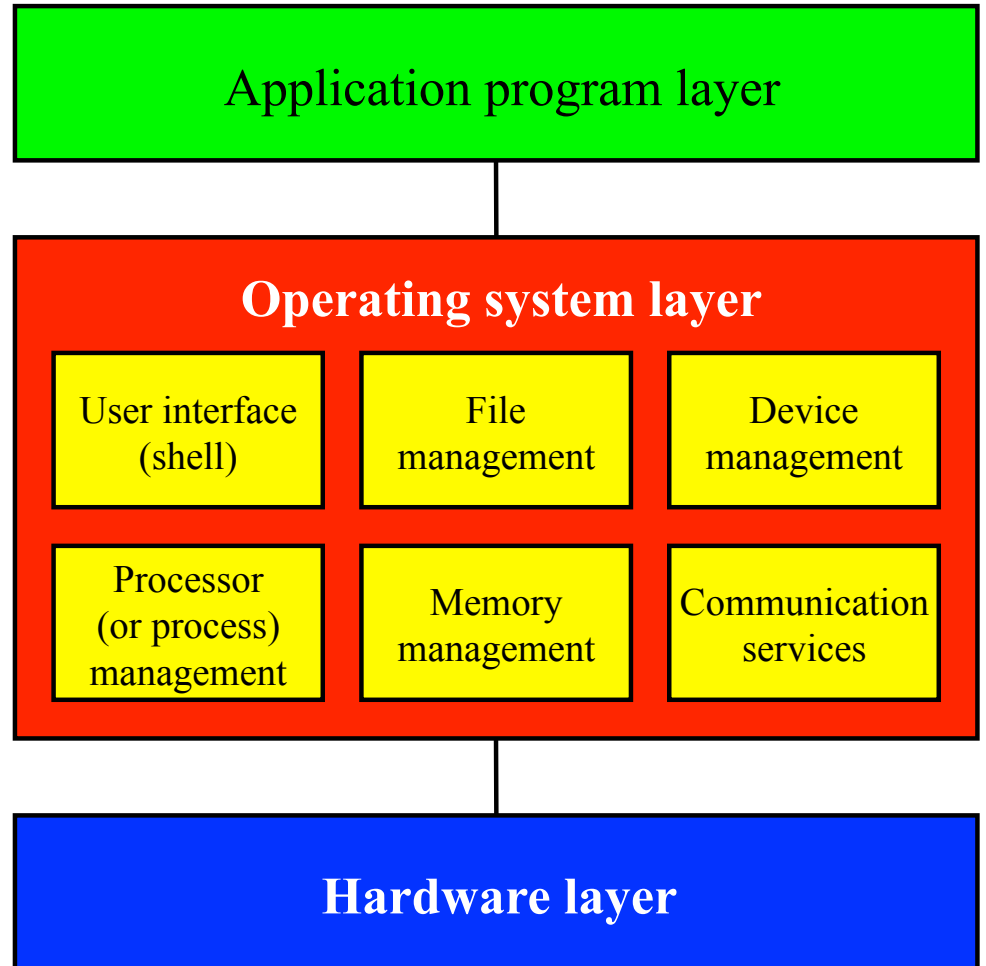 Application program layer
Operating system layer
User interface
(shell)
File
management
Device
management
Processor
(or process)
management
Memory
management
Communication
services
Hardware layer